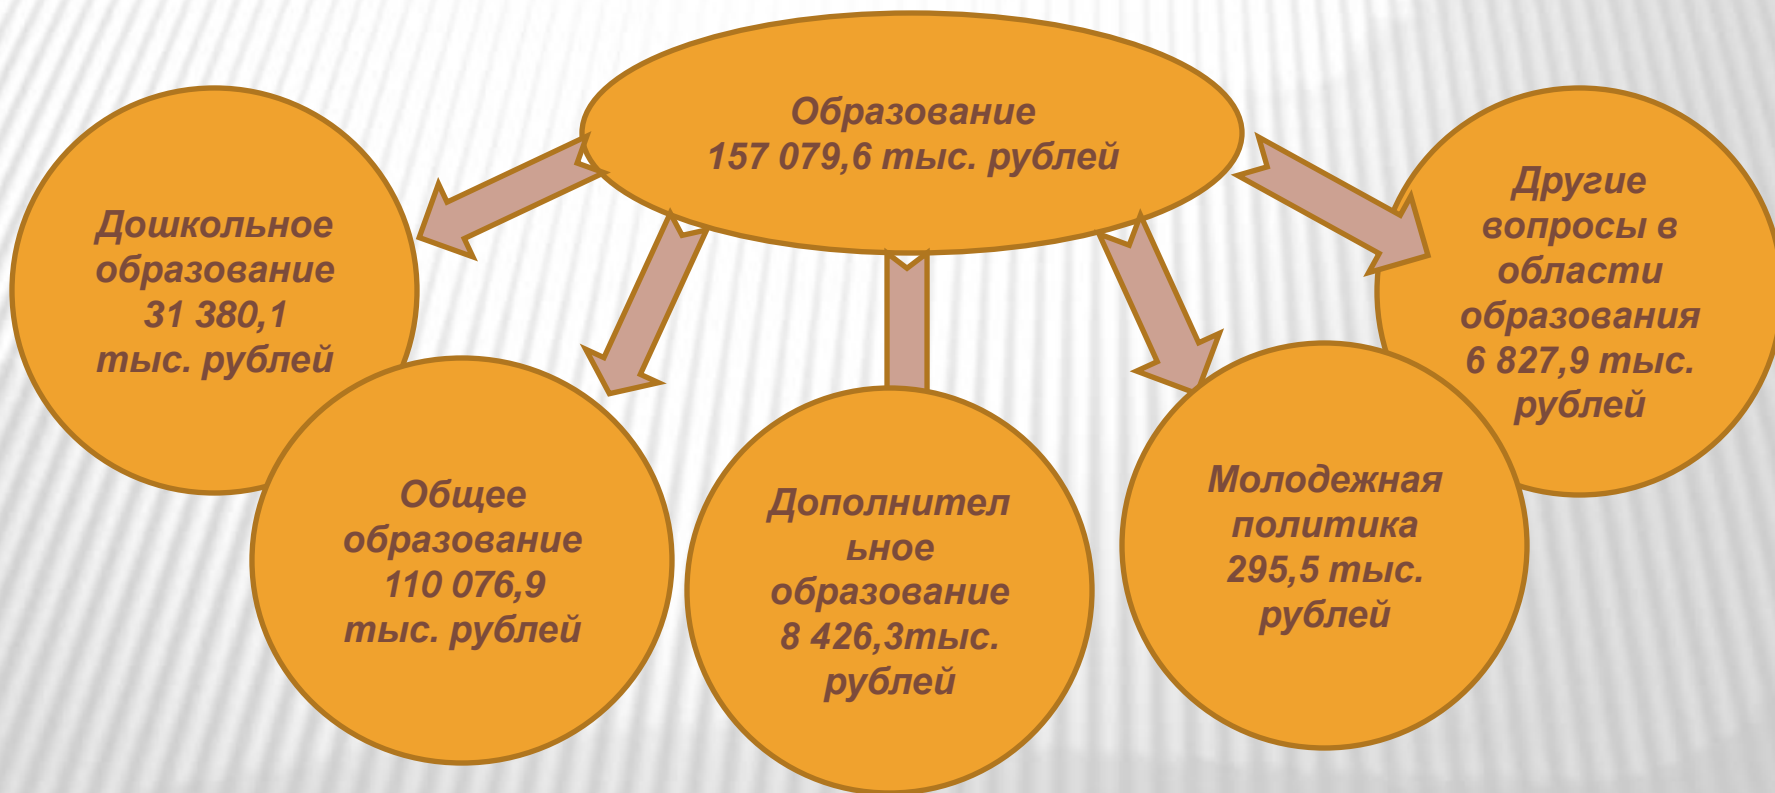 Образование
157 079,6 тыс. рублей
Дошкольное
образование
31 380,1
тыс. рублей
Общее
образование
110 076,9
тыс. рублей
Дополнител
ьное
образование
8 426,3тыс.
рублей
Молодежная
политика
295,5 тыс.
рублей
Другие
вопросы в
области
образования
6 827,9 тыс.
рублей